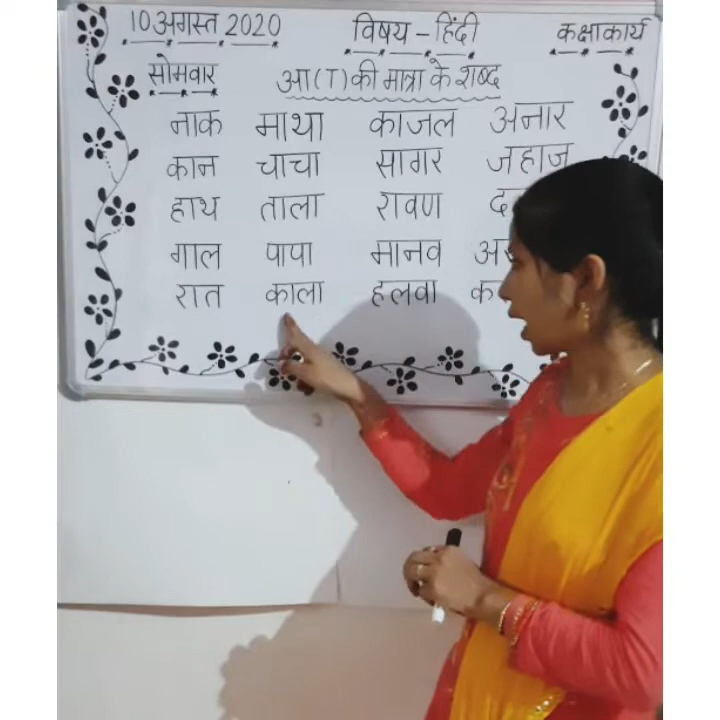 10 अगस्त 2020 विषय - हिंदी कक्षाकार्य
सोमवार आ (ा) की मात्रा के शब्द
नाक माथा काजल अनार
कान चाचा सागर जहाज
हाथ ताला रावण
गाल पापा मानव
रात काला हलवा